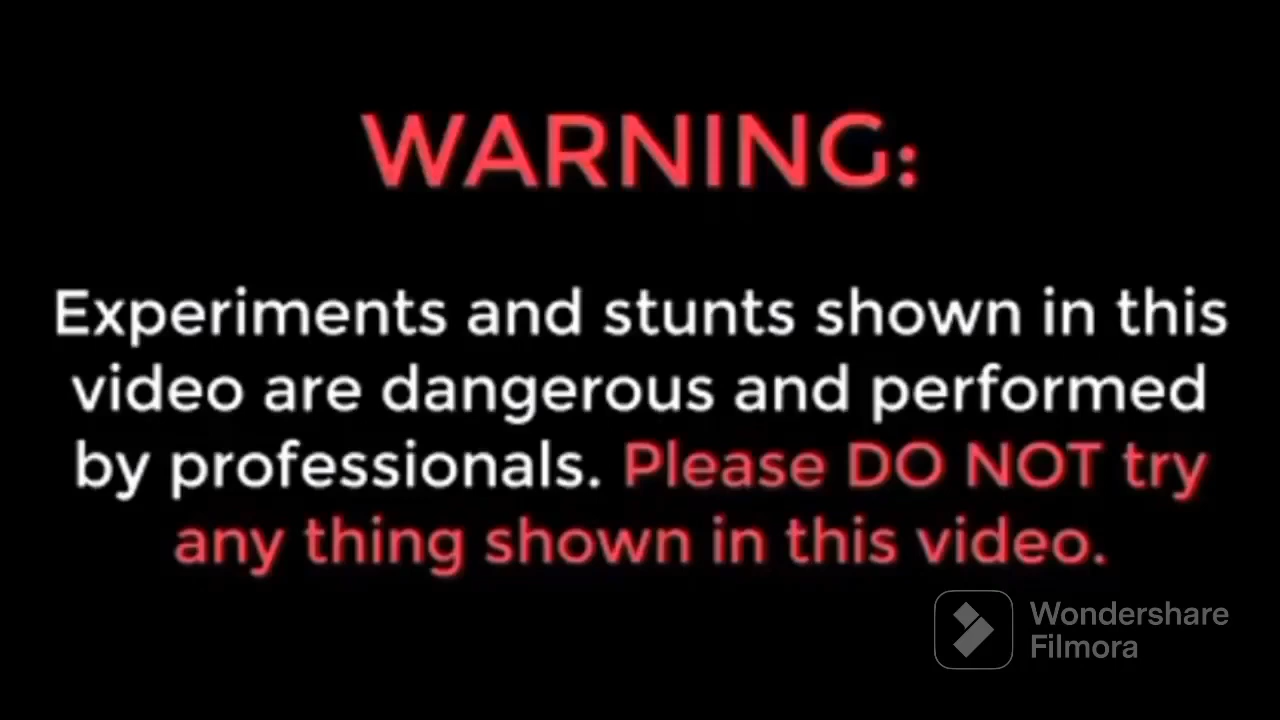 WARNING:
Experiments and stunts shown in this
video are dangerous and performed
by professionals. Please DO NOT try
any thing shown in this video.
Wondershare
Filmora